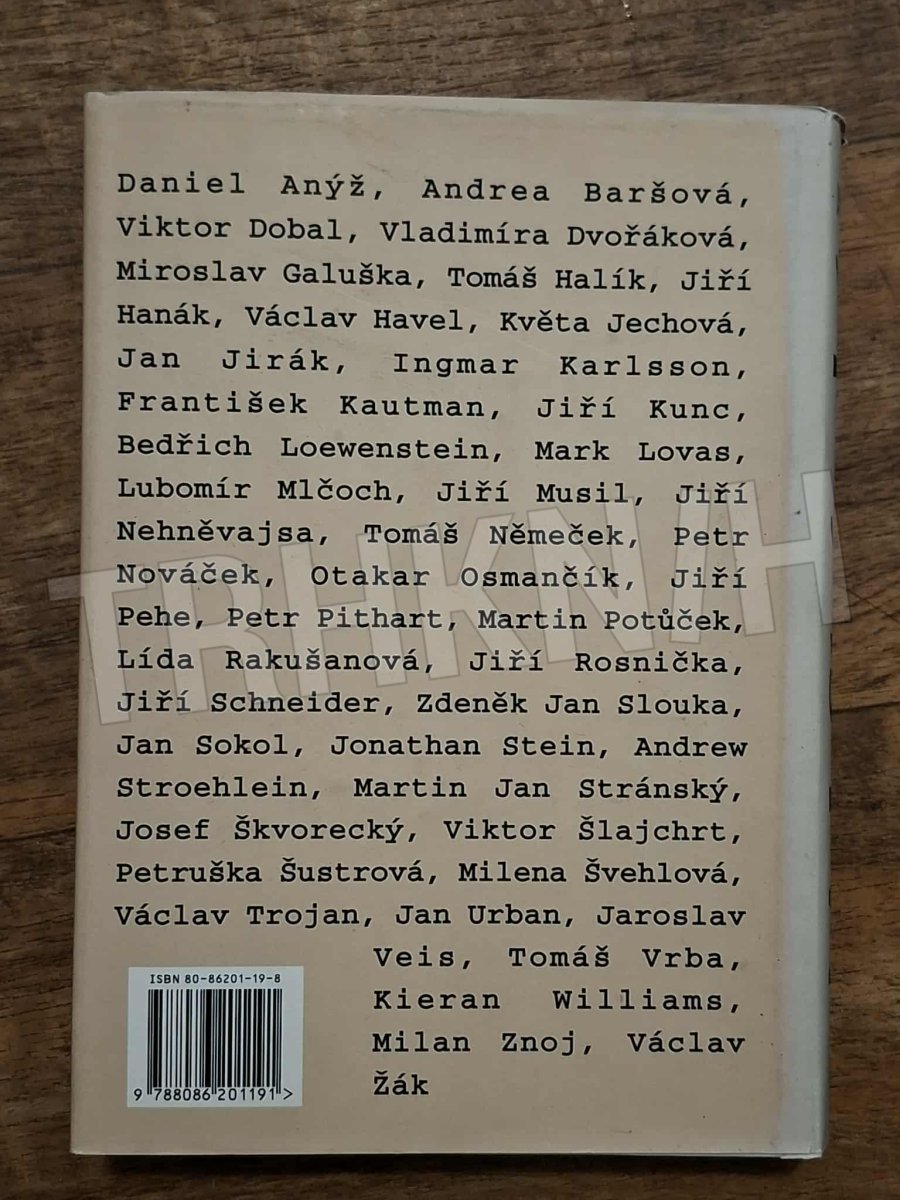 Daniel Anýž, Andrea Baršová,
Viktor Dobal, Vladimíra Dvořáková,
Miroslav Galuška, Tomáš Halík, Jiří
Hanák, Václav Havel, Květa Jechová,
Jan Jirák, Ingmar Karlsson,
František Kautman, Jiří Kunc,
Bedřich Loewenstein, Mark Lovas,
Lubomír Mlčoch, Jiří Musil, Jiří
Nehněvajsa, Tomáš Němeček, Petr
Nováček, Otakar Osmančík, Jiří
Pehe, Petr Pithart, Martin Potůček,
Lída Rakušanová, Jiří Rosnička,
Jiří Schneider, Zdeněk Jan Slouka,
Jan Sokol, Jonathan Stein, Andrew
Stroehlein, Martin Jan Stránský,
Josef Škvorecký, Viktor Šlajchrt,
Petruška Šustrová, Milena Švehlová,
Václav Trojan, Jan Urban, Jaroslav
Veis, Tomáš Vrba,
Kieran Williams,
Milan Znoj, Václav
Žák
ISBN 80-86201-19-8
9 788086 201191>
TRHKNIH